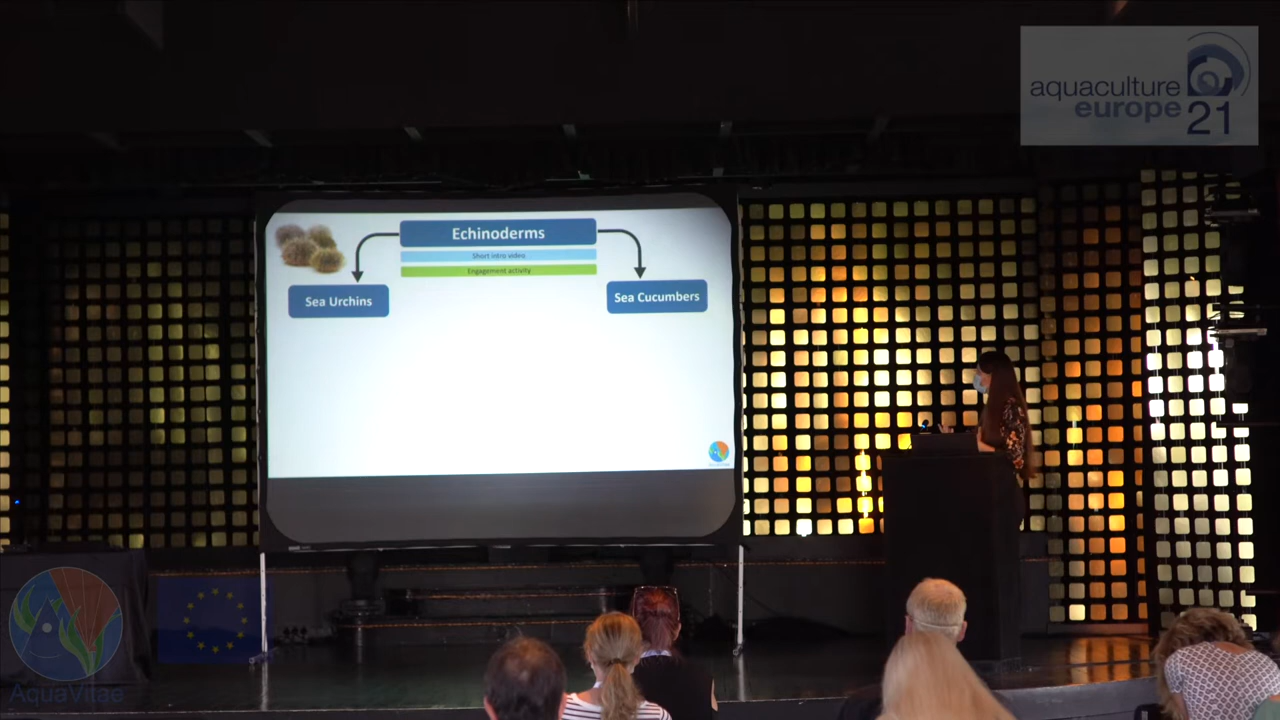 aquaculture
europe
21
Echinoderms
Short intro video
Engagement activity
Sea Urchins
Sea Cucumbers
AquaVitae